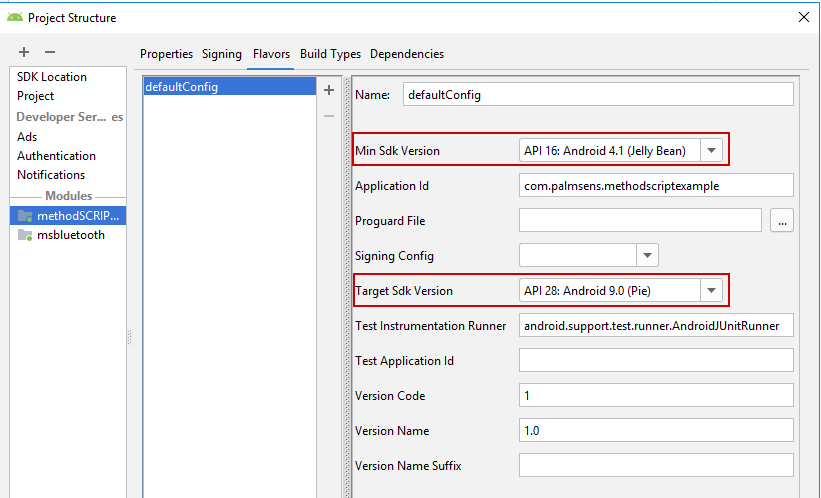 Project Structure
Properties Signing Flavors Build Types Dependencies
SDK Location
Project
Developer Ser... es
Ads
Authentication
Notifications
Modules
methodSCRIP...
msbluetooth
defaultConfig
Name: defaultConfig
Min Sdk Version API 16: Android 4.1 (Jelly Bean)
Application Id com.palmsens.methodscriptexample
Proguard File ...
Signing Config
Target Sdk Version API 28: Android 9.0 (Pie)
Test Instrumentation Runner android.support.test.runner.AndroidJUnitRunner
Test Application Id
Version Code 1
Version Name 1.0
Version Name Suffix